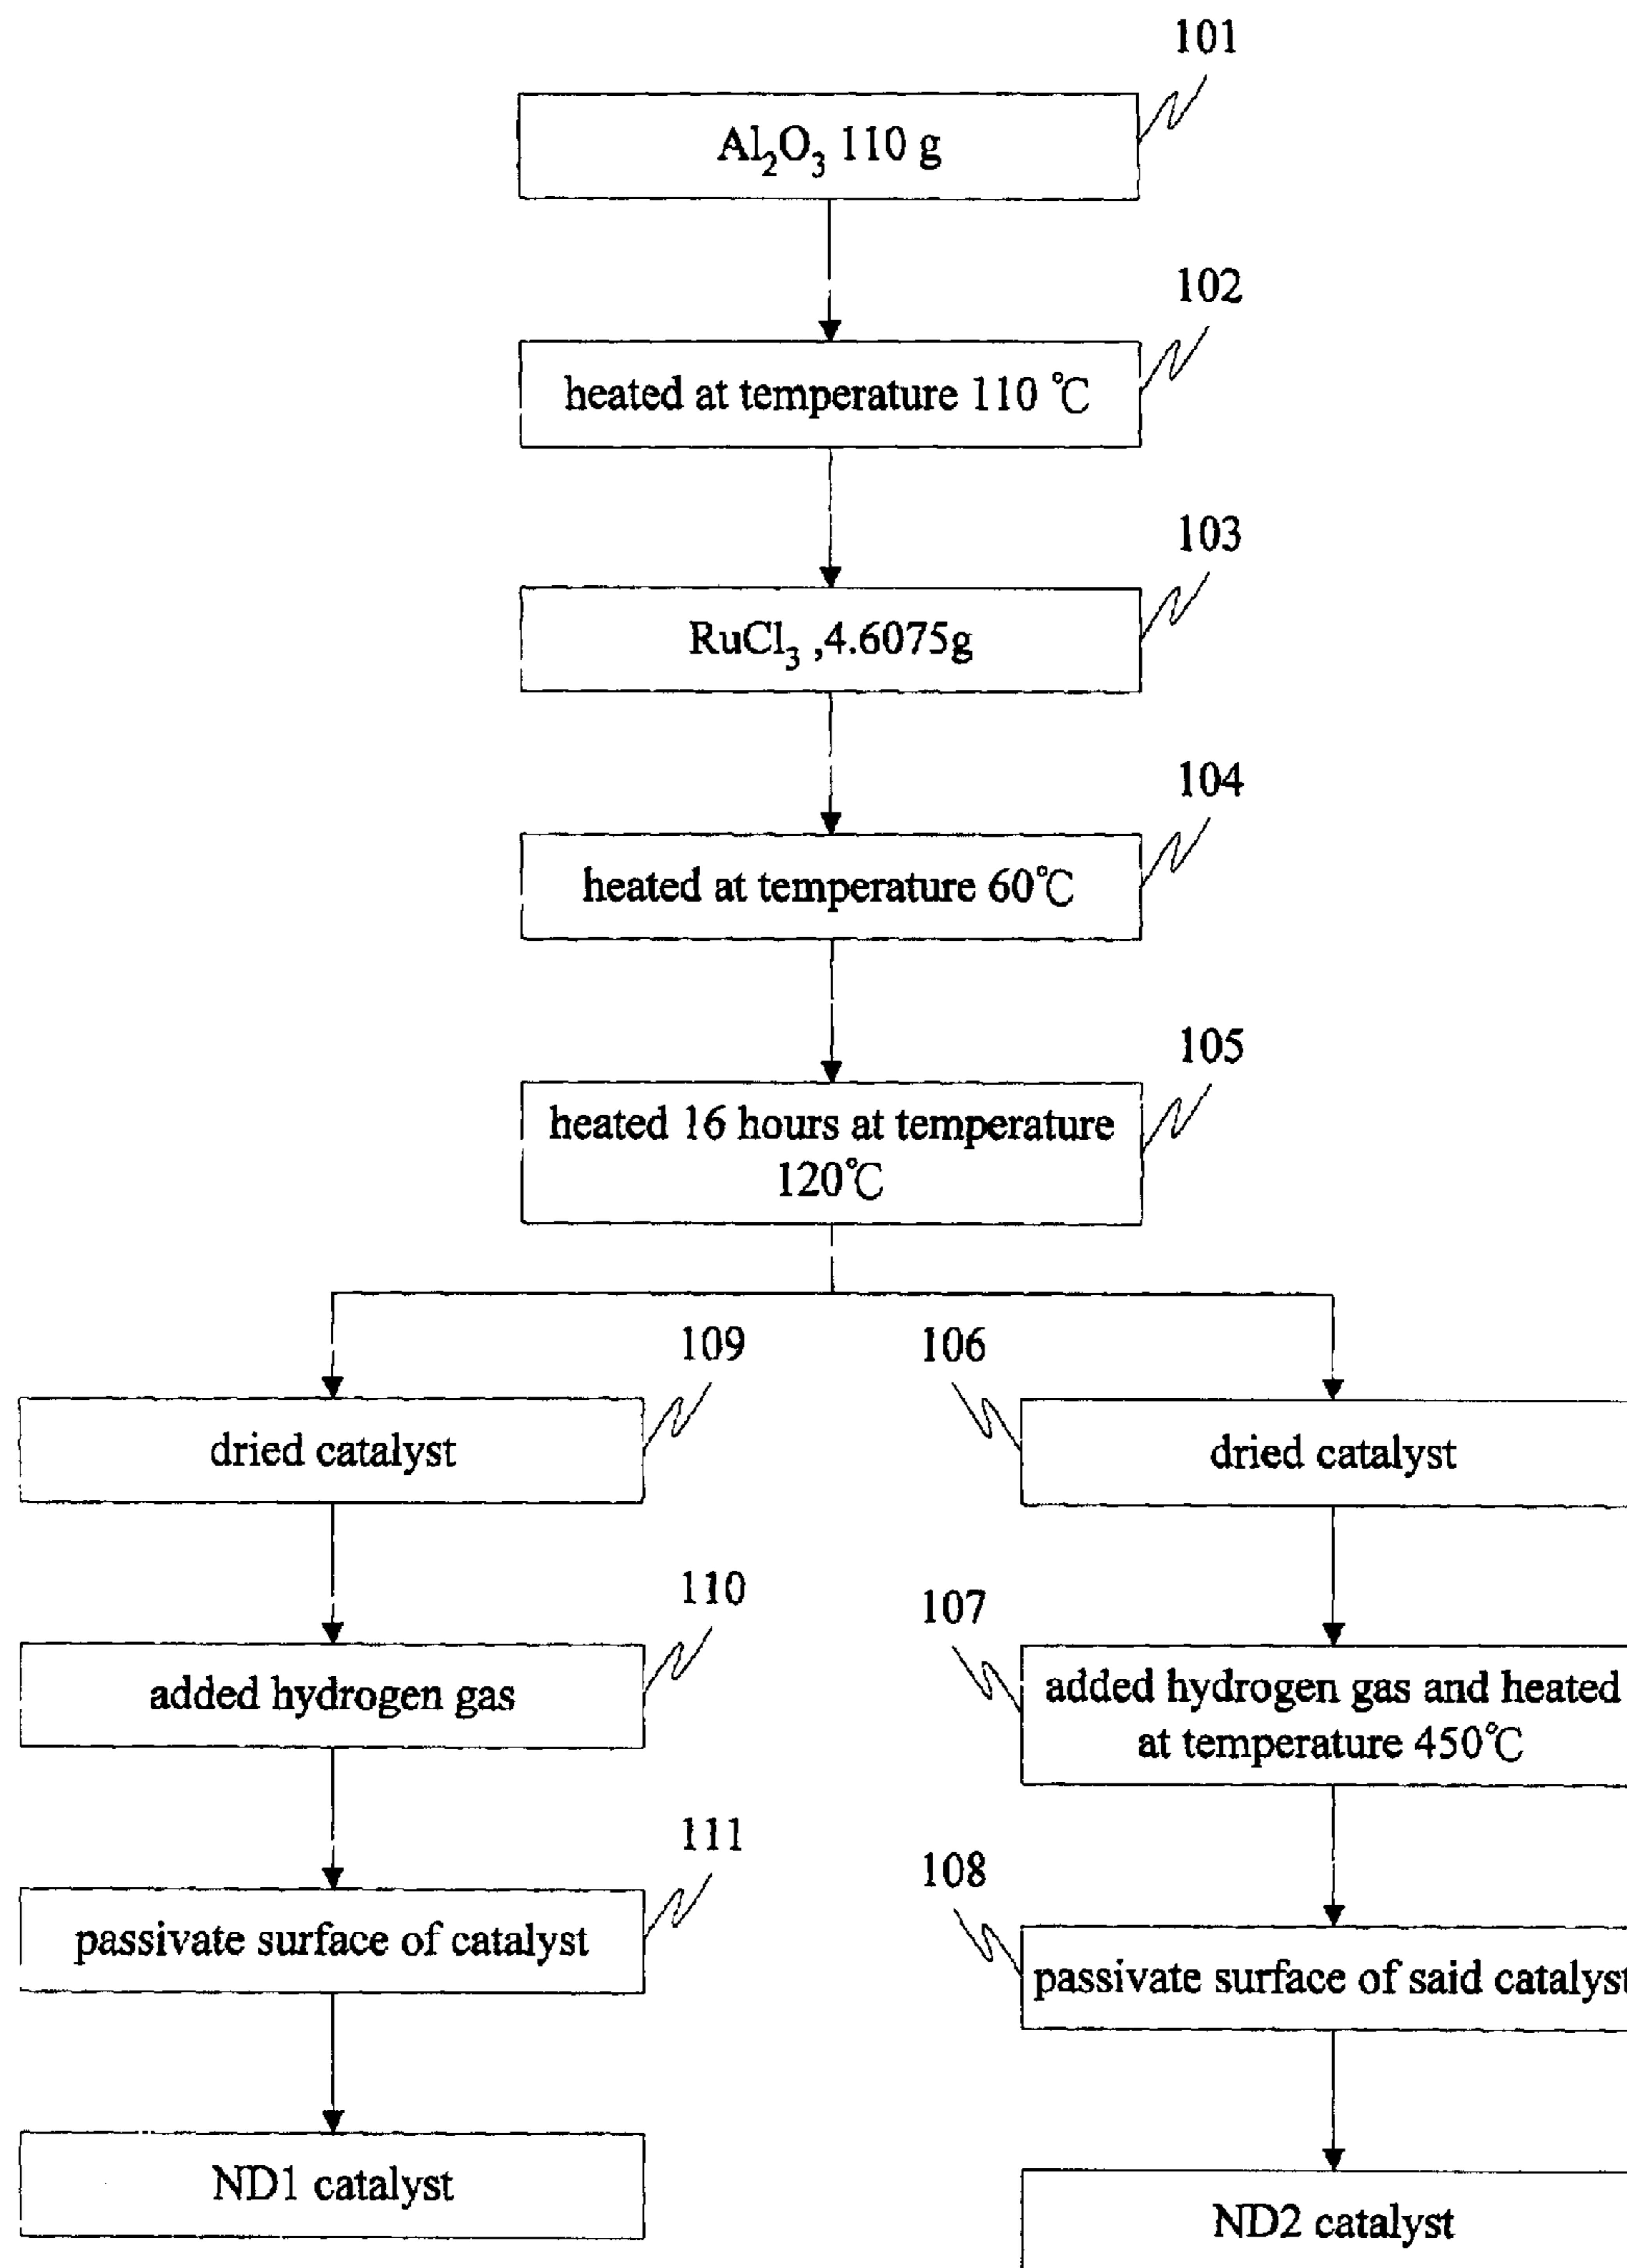 101
Al₂O₃ 110 g
102
heated at temperature 110 ℃
103
RuCl₃ ,4.6075g
104
heated at temperature 60℃
105
heated 16 hours at temperature
120℃
109
dried catalyst
106
dried catalyst
110
added hydrogen gas
107
added hydrogen gas and heated
at temperature 450℃
111
passivate surface of catalyst
108
passivate surface of said catalyst
ND1 catalyst
ND2 catalyst